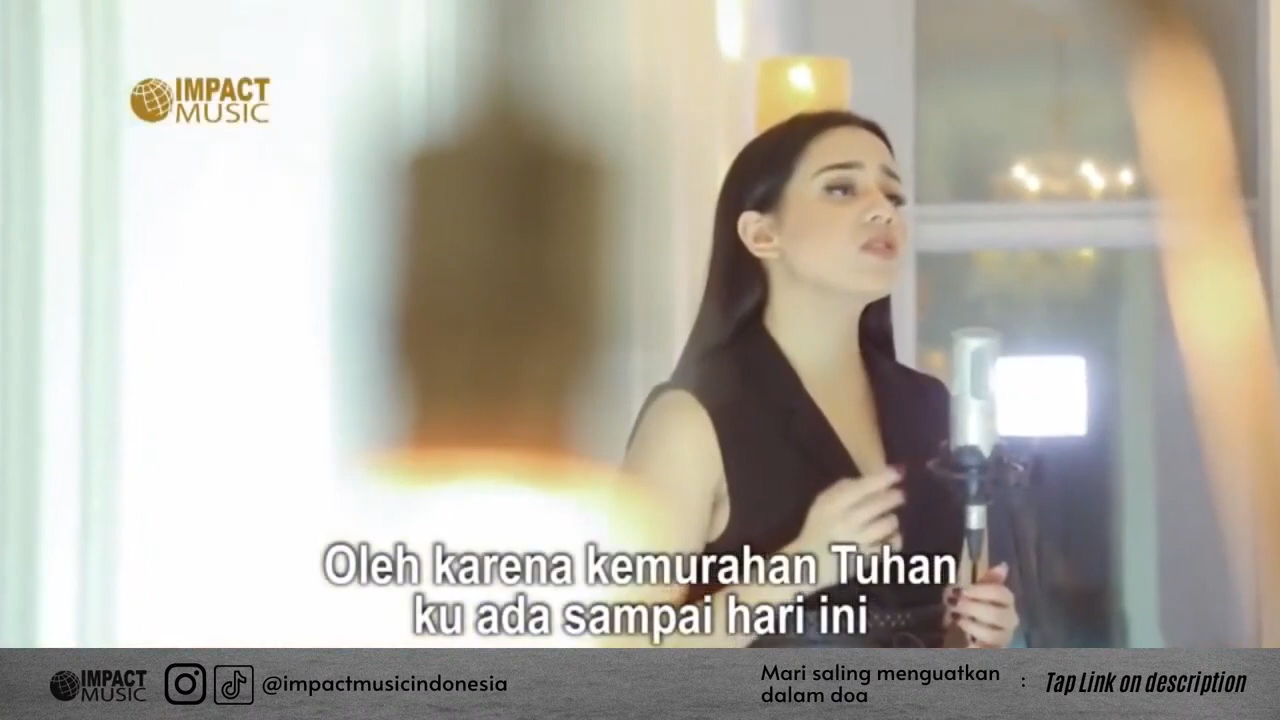 IMPACT
MUSIC
Oleh karena kemurahan Tuhan
ku ada sampai hari ini
IMPACT
MUSIC
@impactmusicindonesia
Mari saling menguatkan
dalam doa
:
Tap Link on description